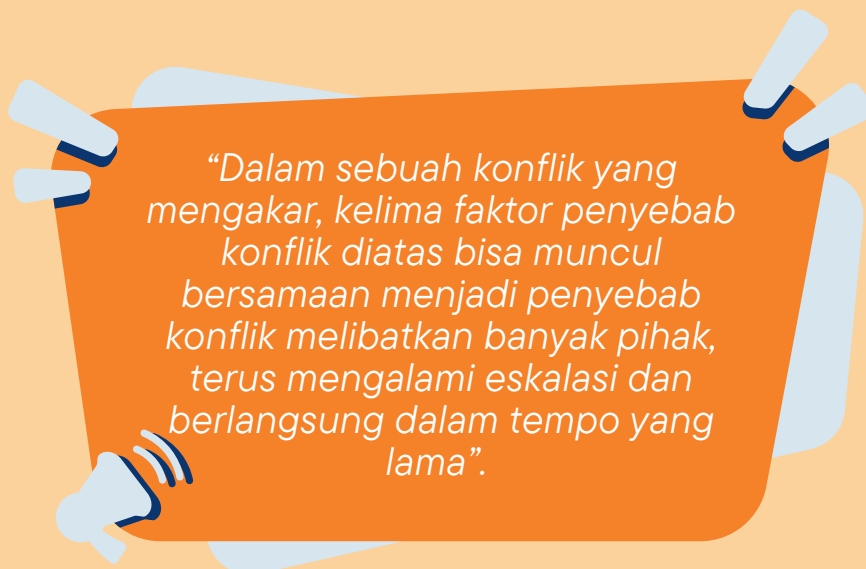 “Dalam sebuah konflik yang
mengakar, kelima faktor penyebab
konflik diatas bisa muncul
bersamaan menjadi penyebab
konflik melibatkan banyak pihak,
terus mengalami eskalasi dan
berlangsung dalam tempo yang
lama”.